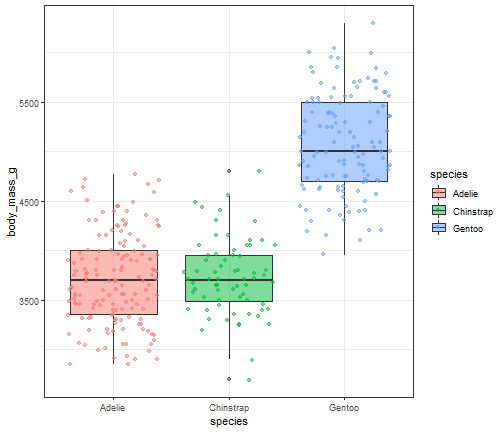 body_mass_g
5500
4500
3500
Adelie
Chinstrap
Gentoo
species
species
Adelie
Chinstrap
Gentoo